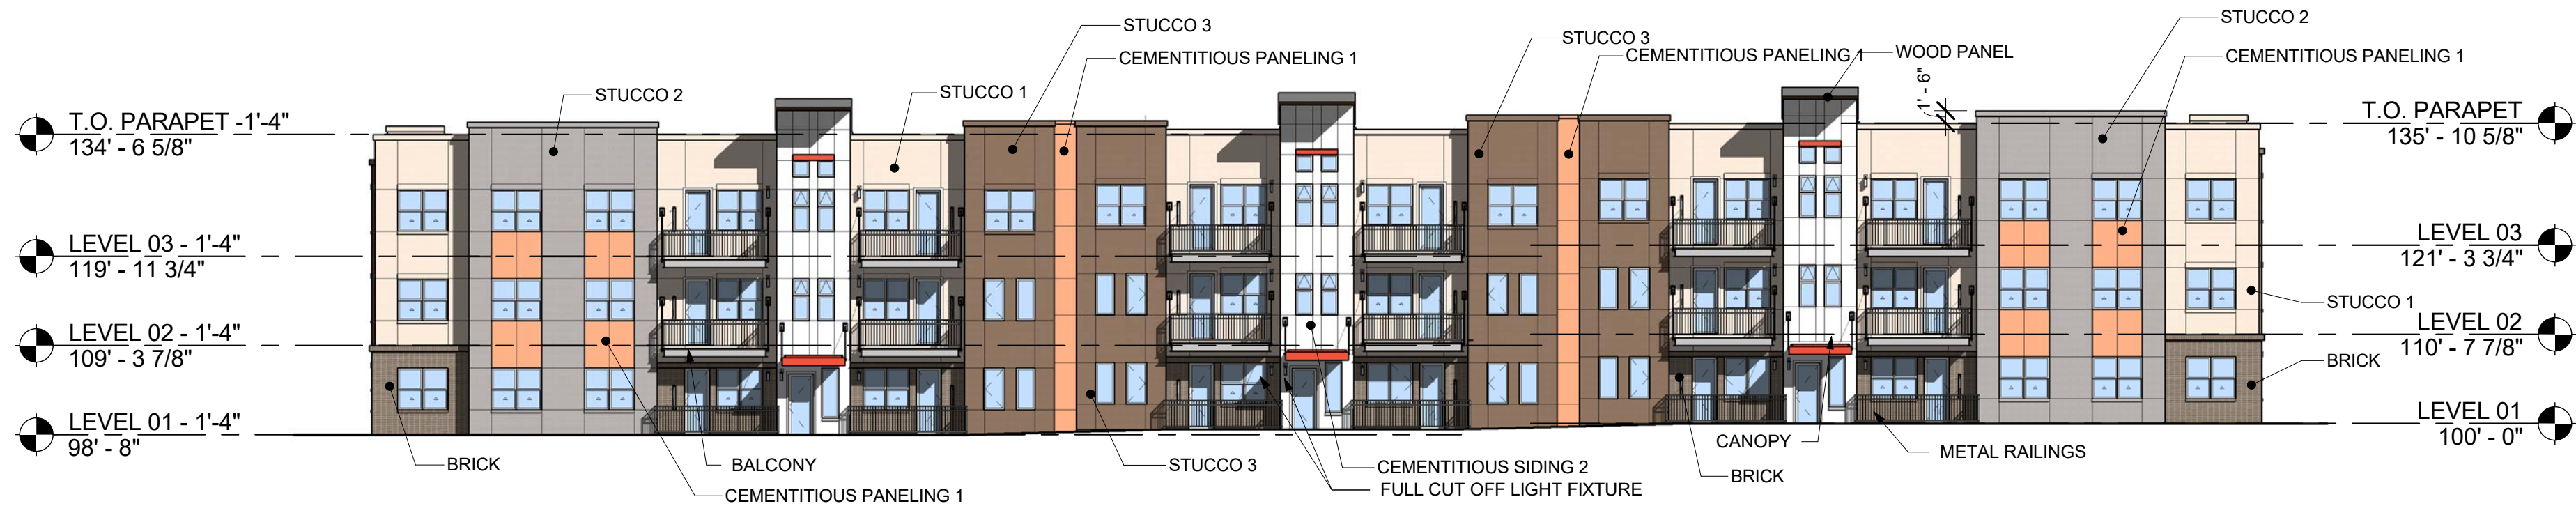 STUCCO 2
STUCCO 3
STUCCO 3
CEMENTITIOUS PANELING 1
CEMENTITIOUS PANELING 1
WOOD PANEL
CEMENTITIOUS PANELING 1
1' - 6"
STUCCO 2
STUCCO 1
T.O. PARAPET -1'-4"
134' - 6 5/8"
T.O. PARAPET
135' - 10 5/8"
LEVEL 03 - 1'-4"
119' - 11 3/4"
LEVEL 03
121' - 3 3/4"
STUCCO 1
LEVEL 02 - 1'-4"
109' - 3 7/8"
LEVEL 02
110' - 7 7/8"
BRICK
LEVEL 01 - 1'-4"
98' - 8"
LEVEL 01
100' - 0"
BRICK
BALCONY
STUCCO 3
CEMENTITIOUS SIDING 2
CANOPY
METAL RAILINGS
BRICK
CEMENTITIOUS PANELING 1
FULL CUT OFF LIGHT FIXTURE